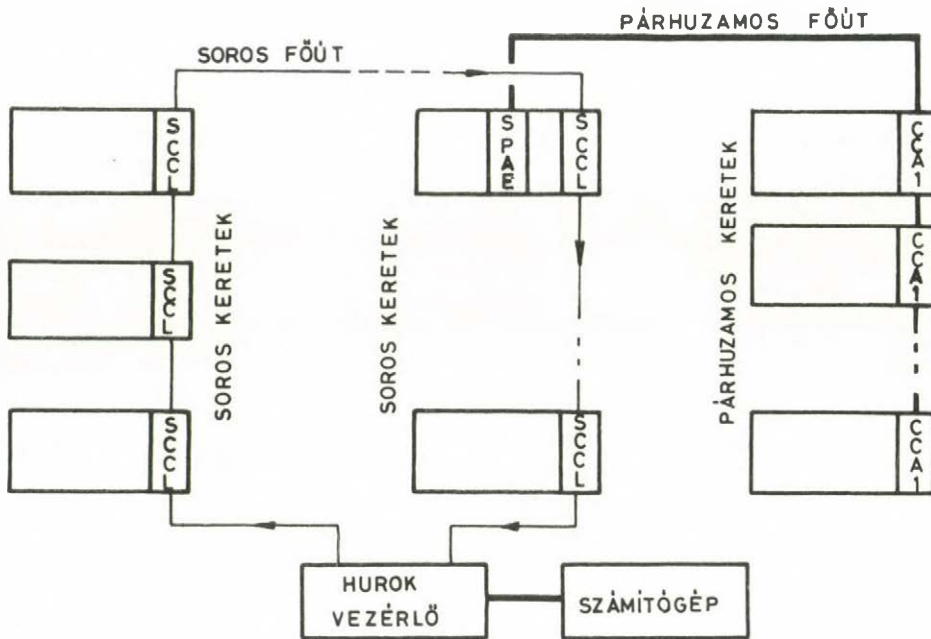 PÁRHUZAMOS FŐÚT
SOROS FŐÚT
SCCL
SPAE
SCCL
CCA1
SCCL
CCA1
SCCL
SCCL
CCA1
SOROS KERETEK
SOROS KERETEK
PÁRHUZAMOS KERETEK
HUROK
VEZÉRLŐ
SZÁMÍTÓGÉP